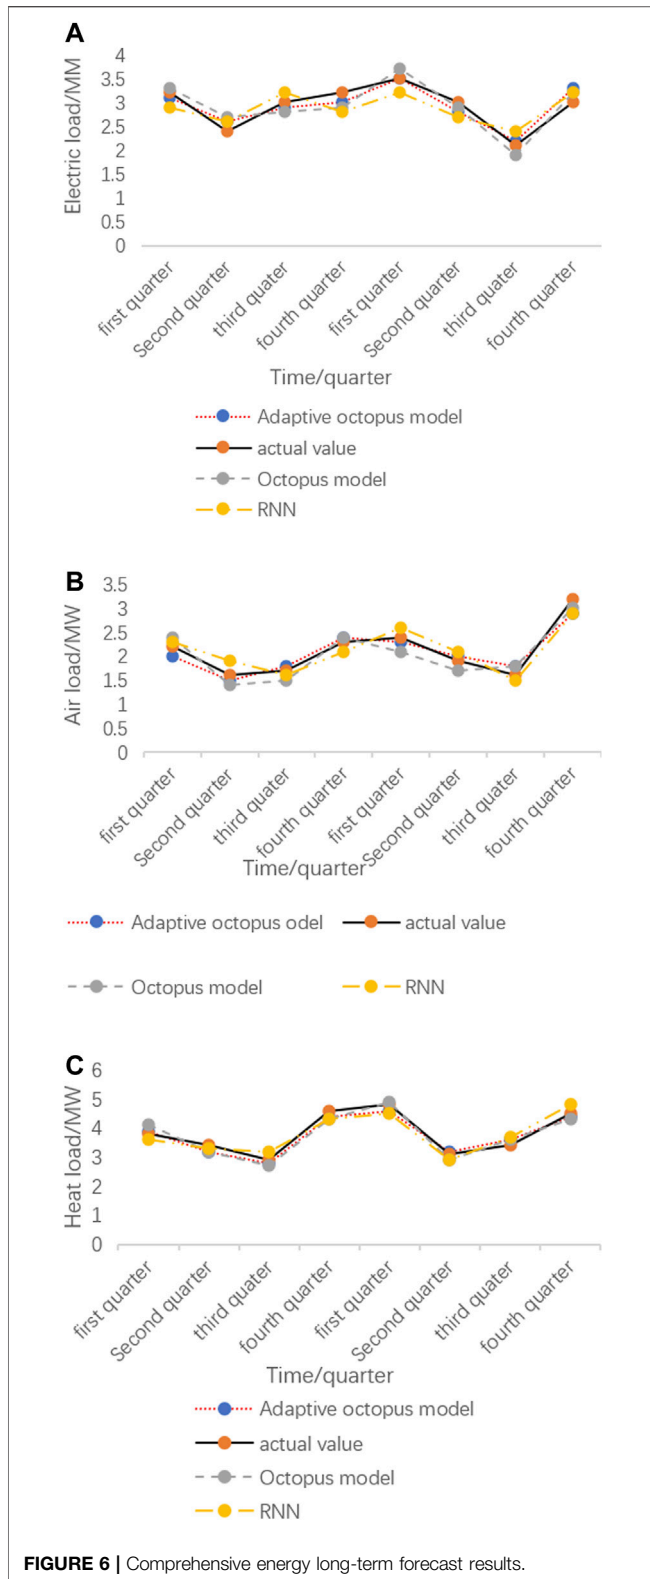 A
Electric load/MM
4
3.5
3
2.5
2
1.5
1
0.5
0
first quarter
Second quarter
third quater
fourth quarter
first quarter
Second quarter
third quater
fourth quarter
Time/quarter
Adaptive octopus model
actual value
Octopus model
RNN
B
Air load/MW
3.5
3
2.5
2
1.5
1
0.5
0
first quarter
Second quarter
third quater
fourth quarter
first quarter
Second quarter
third quater
fourth quarter
Time/quarter
Adaptive octopus odel actual value
Octopus model RNN
C
Heat load/MW
6
5
4
3
2
1
0
first quarter
Second quarter
third quater
fourth quarter
first quarter
Second quarter
third quater
fourth quarter
Time/quarter
Adaptive octopus model
actual value
Octopus model
RNN
FIGURE 6 | Comprehensive energy long-term forecast results.